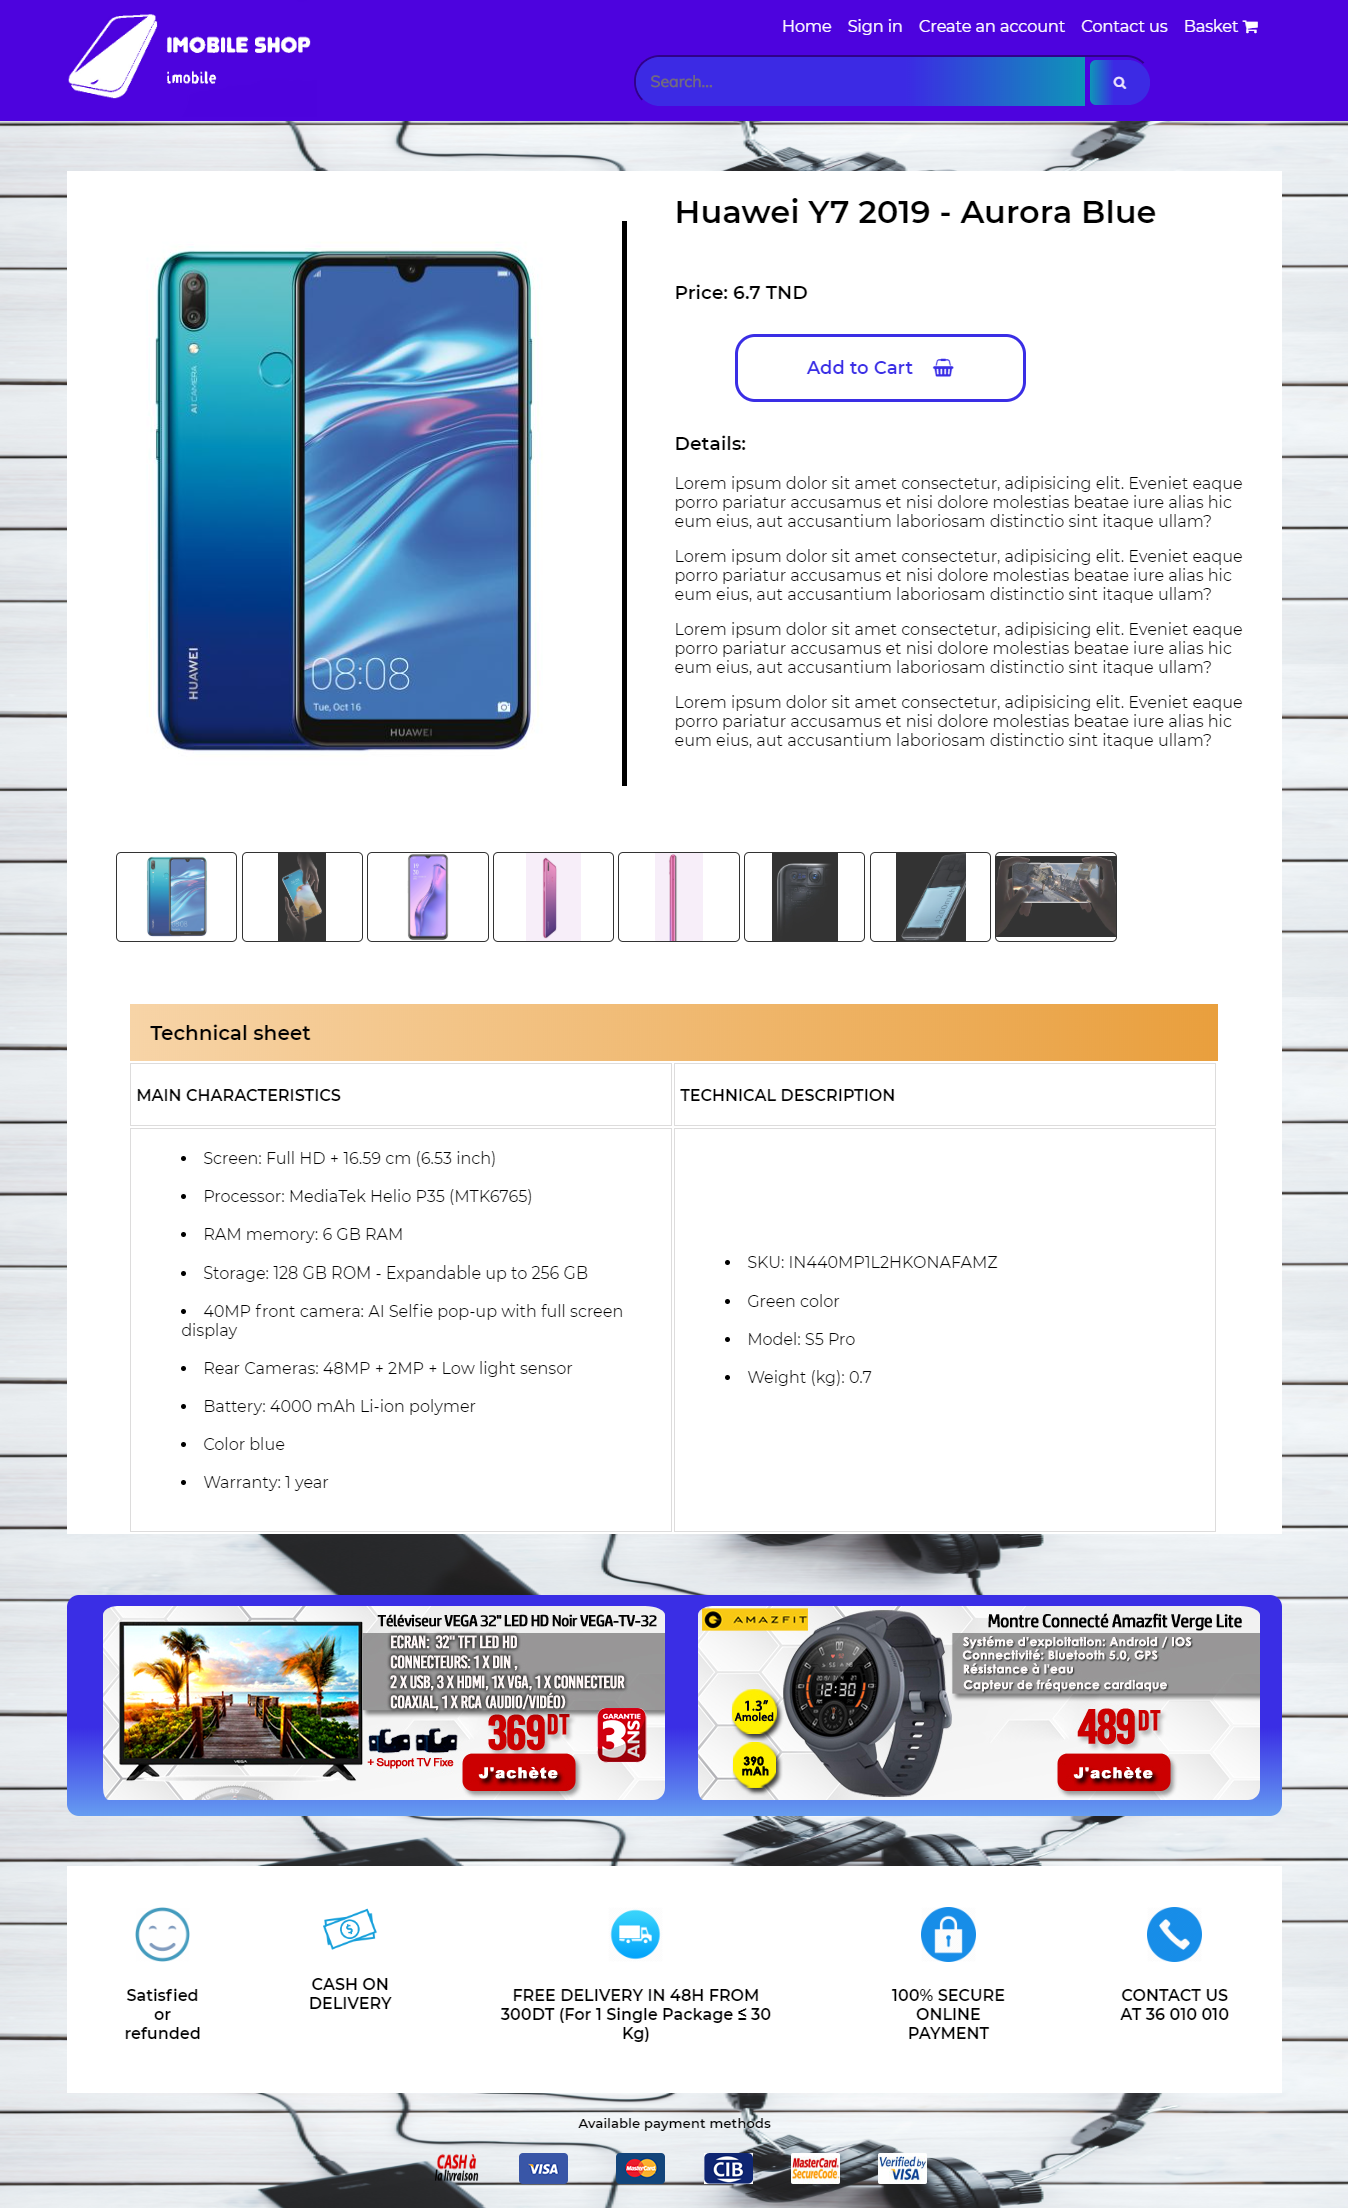 IMOBILE SHOP
imobile
Home Sign in Create an account Contact us Basket
Search...
Huawei Y7 2019 - Aurora Blue
Price: 6.7 TND
Add to Cart
Details:
Lorem ipsum dolor sit amet consectetur, adipisicing elit. Eveniet eaque
porro pariatur accusamus et nisi dolore molestias beatae iure alias hic
eum eius, aut accusantium laboriosam distinctio sint itaque ullam?
Lorem ipsum dolor sit amet consectetur, adipisicing elit. Eveniet eaque
porro pariatur accusamus et nisi dolore molestias beatae iure alias hic
eum eius, aut accusantium laboriosam distinctio sint itaque ullam?
Lorem ipsum dolor sit amet consectetur, adipisicing elit. Eveniet eaque
porro pariatur accusamus et nisi dolore molestias beatae iure alias hic
eum eius, aut accusantium laboriosam distinctio sint itaque ullam?
Lorem ipsum dolor sit amet consectetur, adipisicing elit. Eveniet eaque
porro pariatur accusamus et nisi dolore molestias beatae iure alias hic
eum eius, aut accusantium laboriosam distinctio sint itaque ullam?
AI CAMERA
HUAWEI
08:08
Tue, Oct 16
HUAWEI
Technical sheet
MAIN CHARACTERISTICS
TECHNICAL DESCRIPTION
• Screen: Full HD + 16.59 cm (6.53 inch)
• Processor: MediaTek Helio P35 (MTK6765)
• RAM memory: 6 GB RAM
• Storage: 128 GB ROM - Expandable up to 256 GB
• 40MP front camera: AI Selfie pop-up with full screen
display
• Rear Cameras: 48MP + 2MP + Low light sensor
• Battery: 4000 mAh Li-ion polymer
• Color blue
• Warranty: 1 year
• SKU: IN440MP1L2HKONAFAMZ
• Green color
• Model: S5 Pro
• Weight (kg): 0.7
Téléviseur VEGA 32" LED HD Noir VEGA-TV-32
ECRAN: 32" TFT LED HD
CONNECTEURS: 1 X DIN ,
2 X USB, 3 X HDMI, 1X VGA, 1 X CONNECTEUR
COAXIAL, 1 X RCA (AUDIO/VIDÉO)
369DT
GARANTIE
3 ANS
+ Support TV Fixe
J'achète
VEGA
AMAZFIT
Montre Connecté Amazfit Verge Lite
Systéme d'exploitation: Android / iOS
Connectivité: Bluetooth 5.0, GPS
Résistance à l'eau
Capteur de fréquence cardiaque
1.3"
Amoled
12:30
390
mAh
489DT
J'achète
Satisfied
or
refunded
CASH ON
DELIVERY
FREE DELIVERY IN 48H FROM
300DT (For 1 Single Package ≤ 30
Kg)
100% SECURE
ONLINE
PAYMENT
CONTACT US
AT 36 010 010
Available payment methods
CASH à
la livraison
VISA
MasterCard
CIB
MasterCard.
SecureCode.
Verified by
VISA